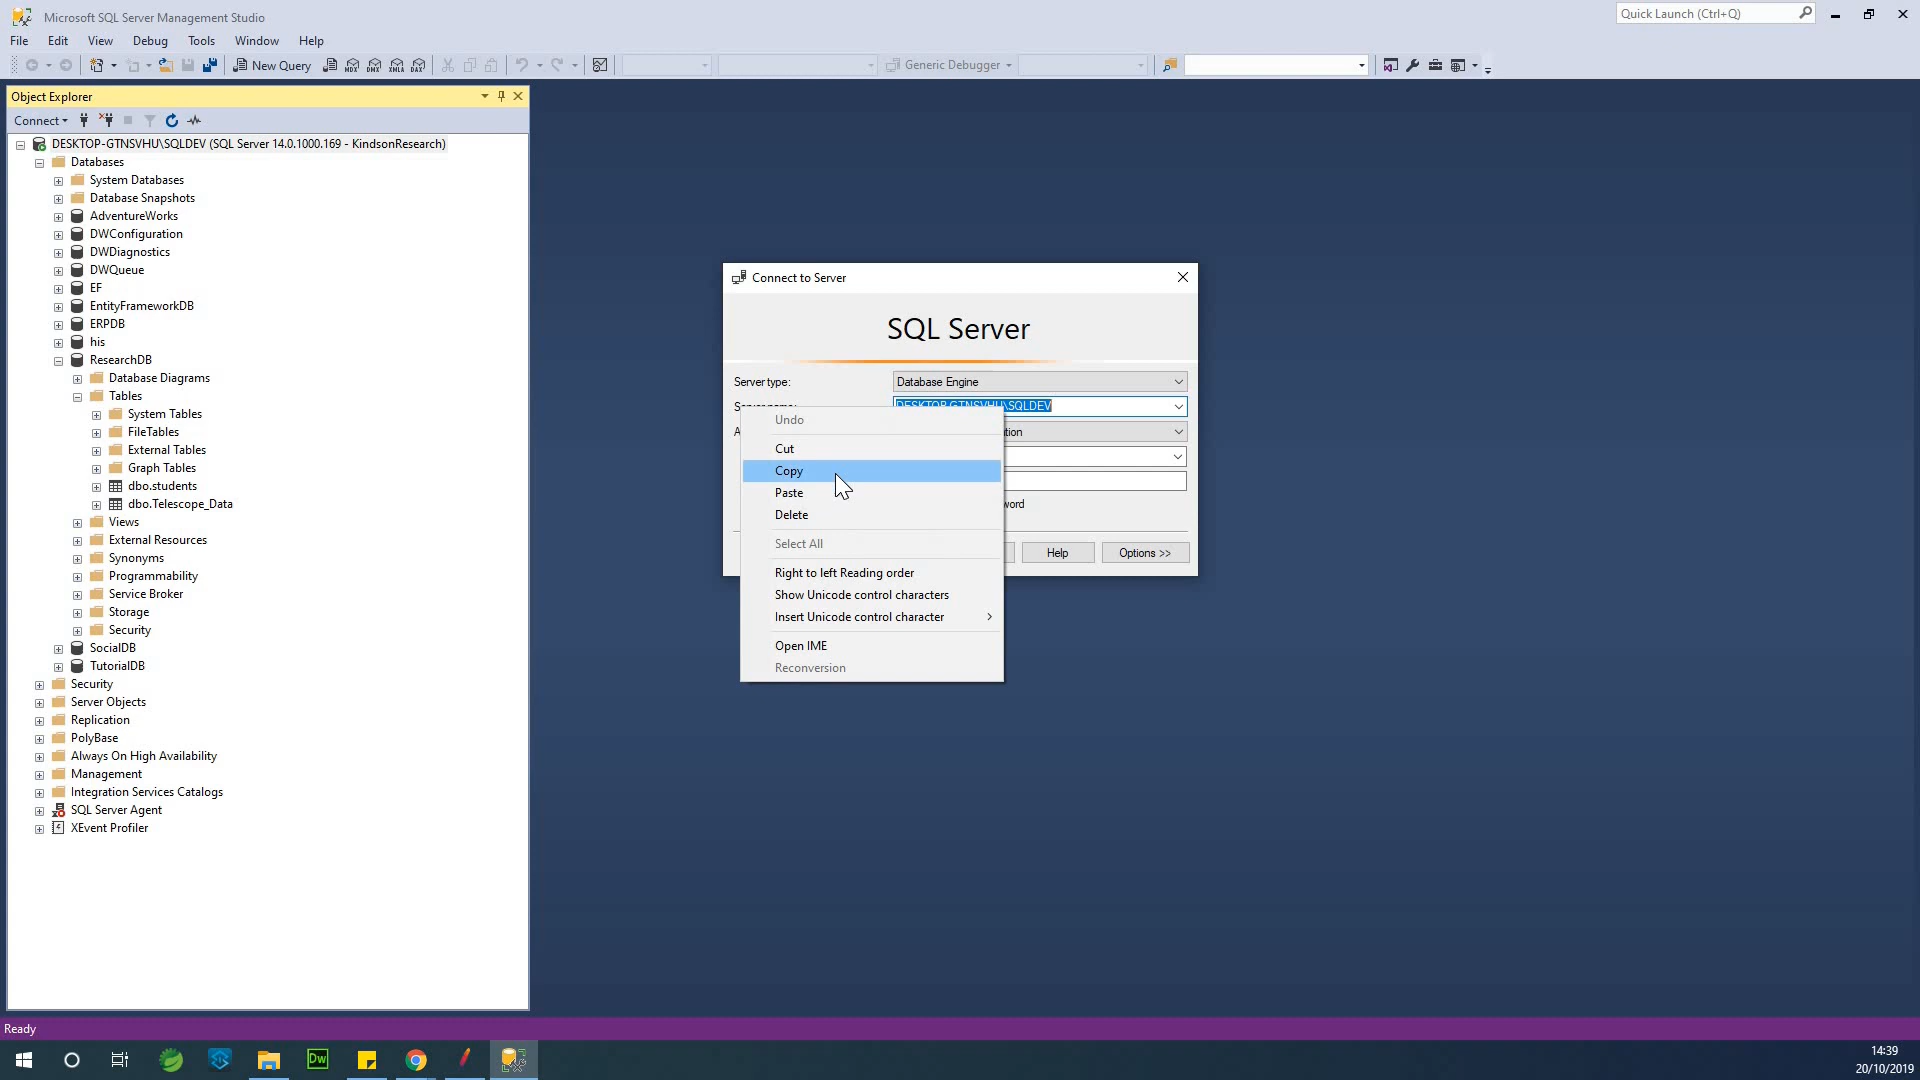 Microsoft SQL Server Management Studio
Quick Launch (Ctrl+Q)
File Edit View Debug Tools Window Help
New Query
MDX DMX XMLA DAX
Generic Debugger
Object Explorer
Connect
DESKTOP-GTNSVHU\SQLDEV (SQL Server 14.0.1000.169 - KindsonResearch)
Databases
System Databases
Database Snapshots
AdventureWorks
DWConfiguration
DWDiagnostics
DWQueue
EF
EntityFrameworkDB
ERPDB
his
ResearchDB
Database Diagrams
Tables
System Tables
FileTables
External Tables
Graph Tables
dbo.students
dbo.Telescope_Data
Views
External Resources
Synonyms
Programmability
Service Broker
Storage
Security
SocialDB
TutorialDB
Security
Server Objects
Replication
PolyBase
Always On High Availability
Management
Integration Services Catalogs
SQL Server Agent
XEvent Profiler
Connect to Server
SQL Server
Server type:
Database Engine
DESKTOP-GTNSVHU\SQLDEV
Undo
Cut
Copy
Paste
Delete
Select All
Right to left Reading order
Show Unicode control characters
Insert Unicode control character
Open IME
Reconversion
Help
Options >>
Ready
Dw
14:39
20/10/2019